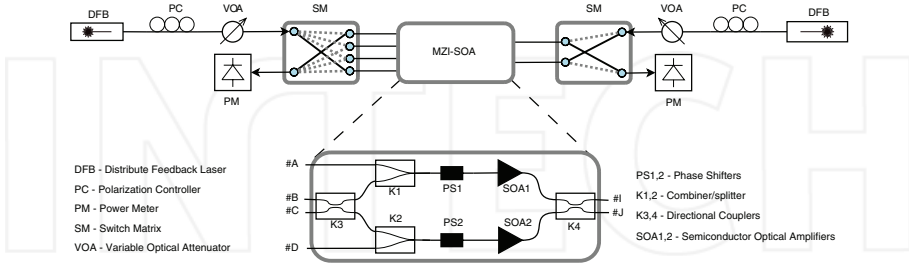 DFB
PC
VOA
SM
MZI-SOA
SM
VOA
PC
DFB
PM
PM
DFB - Distribute Feedback Laser
PC - Polarization Controller
PM - Power Meter
SM - Switch Matrix
VOA - Variable Optical Attenuator
#A
#B
#C
#D
K3
K1
PS1
SOA1
K2
PS2
SOA2
K4
#I
#J
PS1,2 - Phase Shifters
K1,2 - Combiner/splitter
K3,4 - Directional Couplers
SOA1,2 - Semiconductor Optical Amplifiers
INTECH